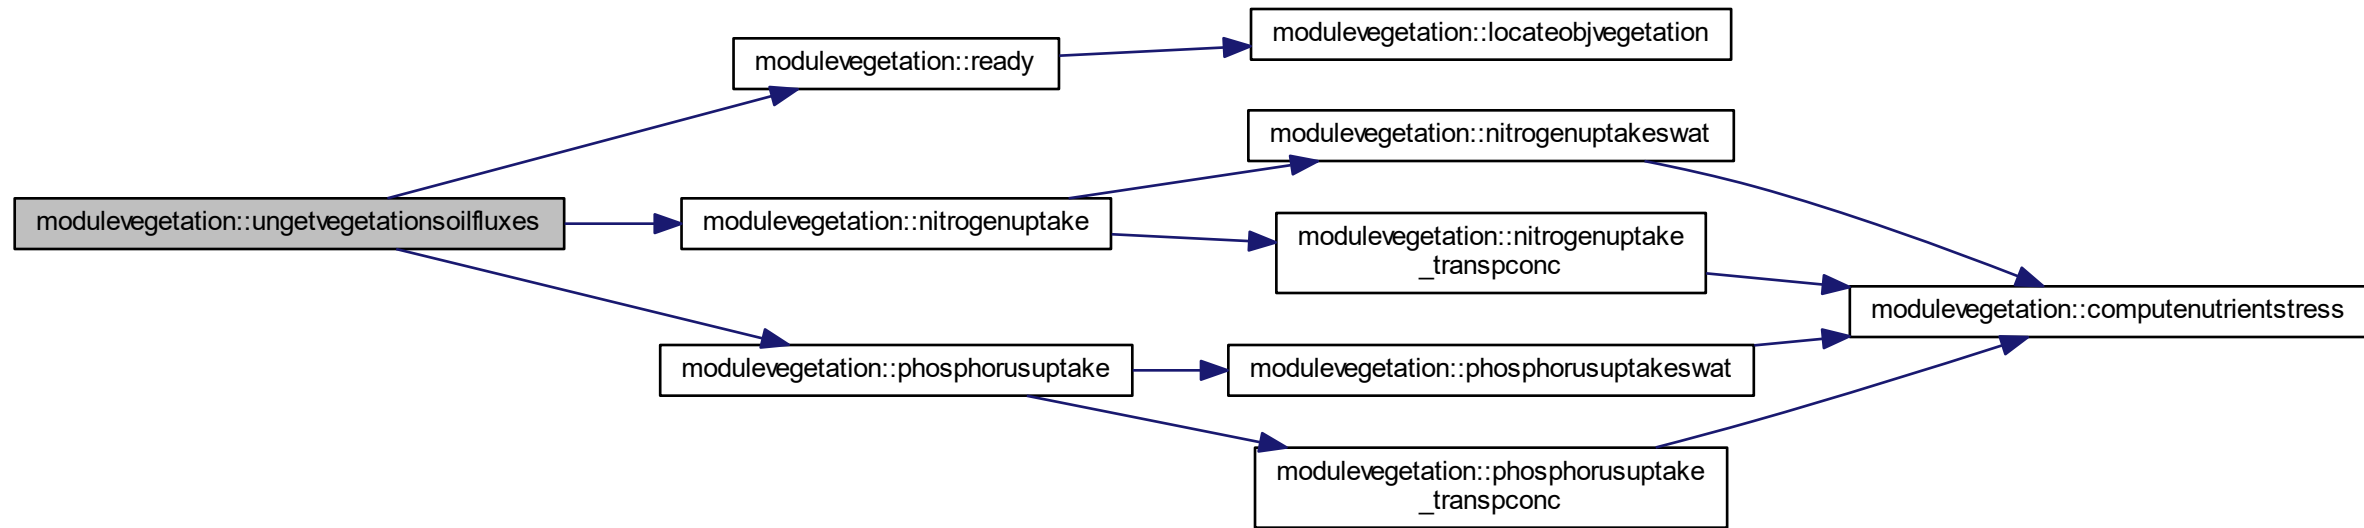 modulevegetation::locateobjvegetation
modulevegetation::ready
modulevegetation::nitrogenuptakeswat
modulevegetation::ungetvegetationsoilfluxes
modulevegetation::nitrogenuptake
modulevegetation::nitrogenuptake
_transpconc
modulevegetation::computenutrientstress
modulevegetation::phosphorusuptake
modulevegetation::phosphorusuptakeswat
modulevegetation::phosphorusuptake
_transpconc